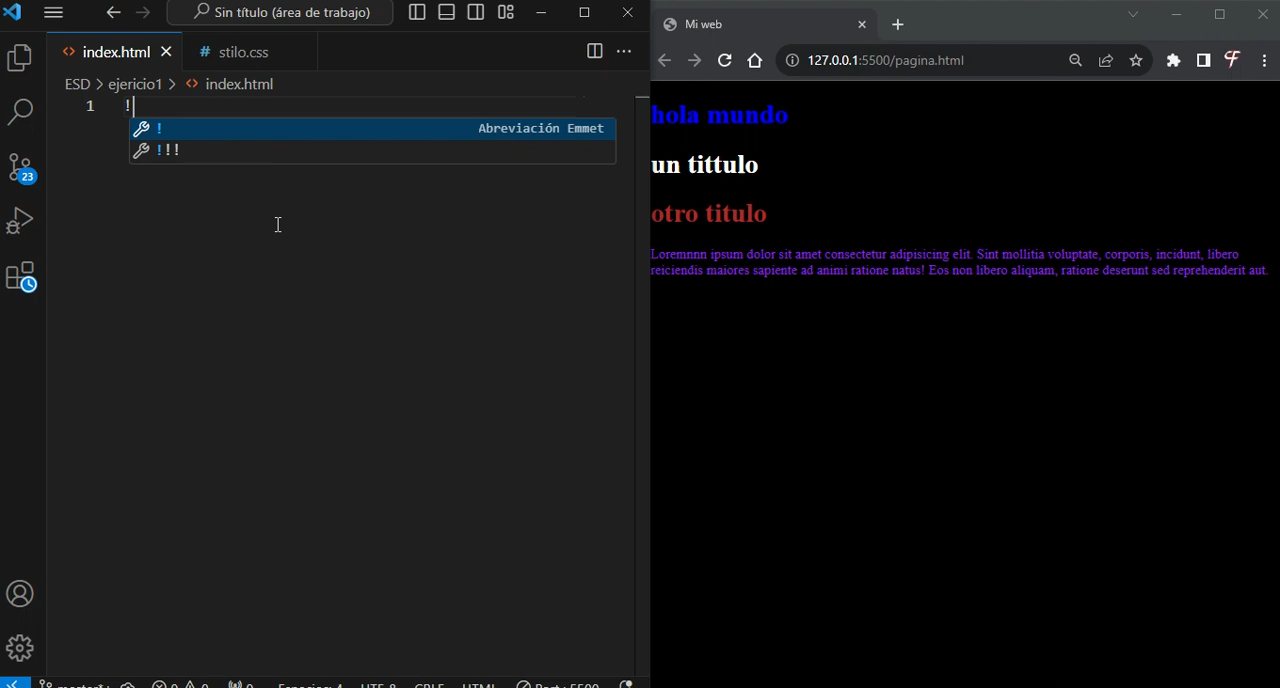 Sin título (área de trabajo)
index.html
# stilo.css
ESD > ejericio1 > index.html
1 !
! Abreviación Emmet
!!!
23
Mi web
127.0.0.1:5500/pagina.html
hola mundo
un tittulo
otro titulo
Loremnnn ipsum dolor sit amet consectetur adipisicing elit. Sint mollitia voluptate, corporis, incidunt, libero
reiciendis maiores sapiente ad animi ratione natus! Eos non libero aliquam, ratione deserunt sed reprehenderit aut.